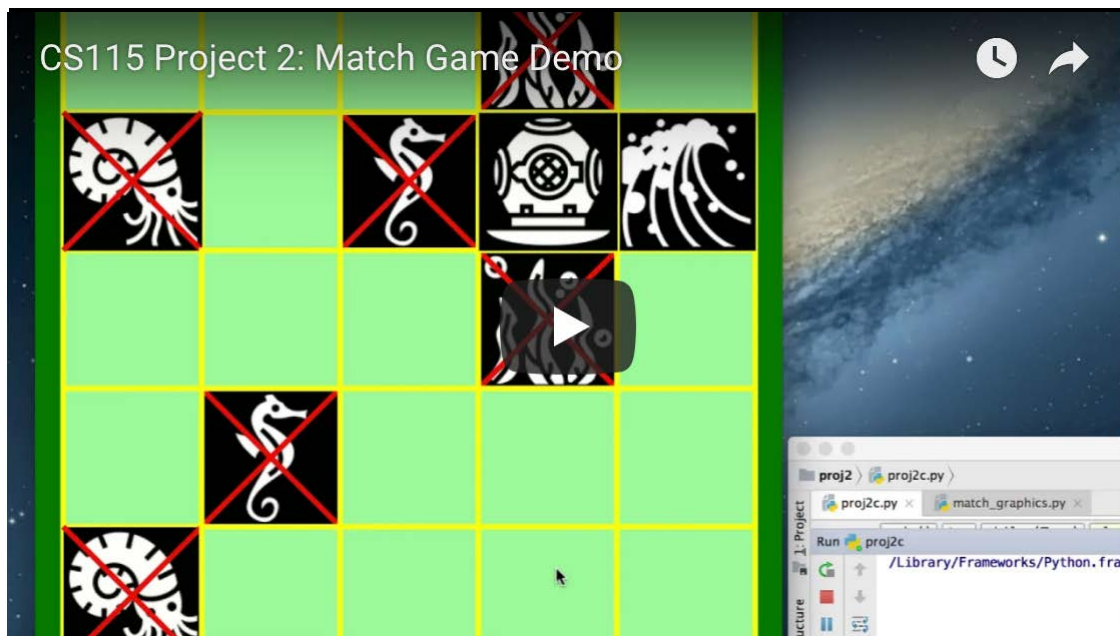 CS115 Project 2: Match Game Demo
proj2
proj2c.py
proj2c.py ×
match_graphics.py ×
1: Project
Run
proj2c
/Library/Frameworks/Python.fra
ucture